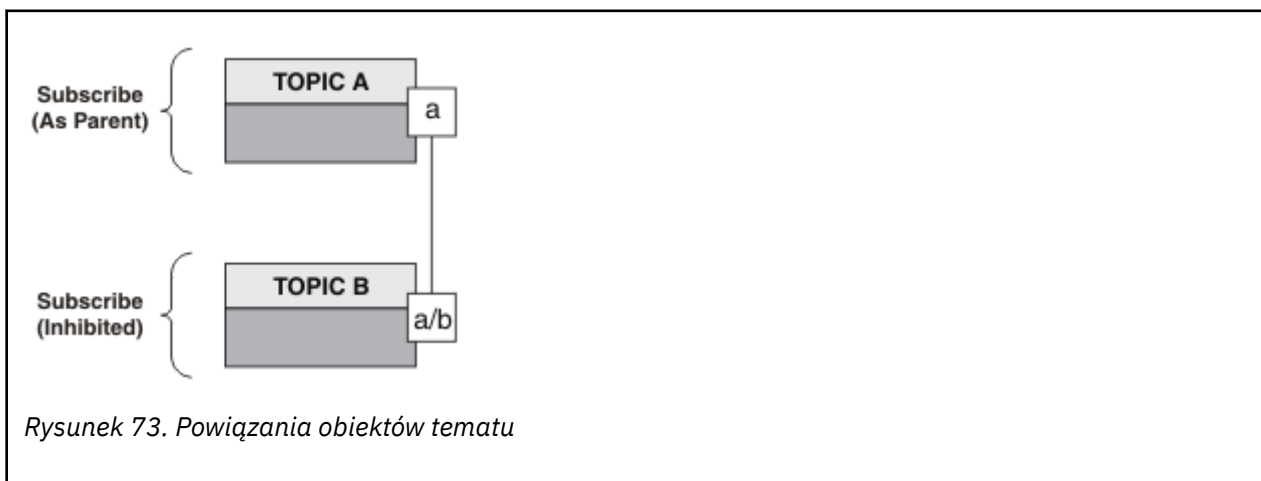 Subscribe
(As Parent)
TOPIC A
a
Subscribe
(Inhibited)
TOPIC B
a/b
Rysunek 73. Powiązania obiektów tematu